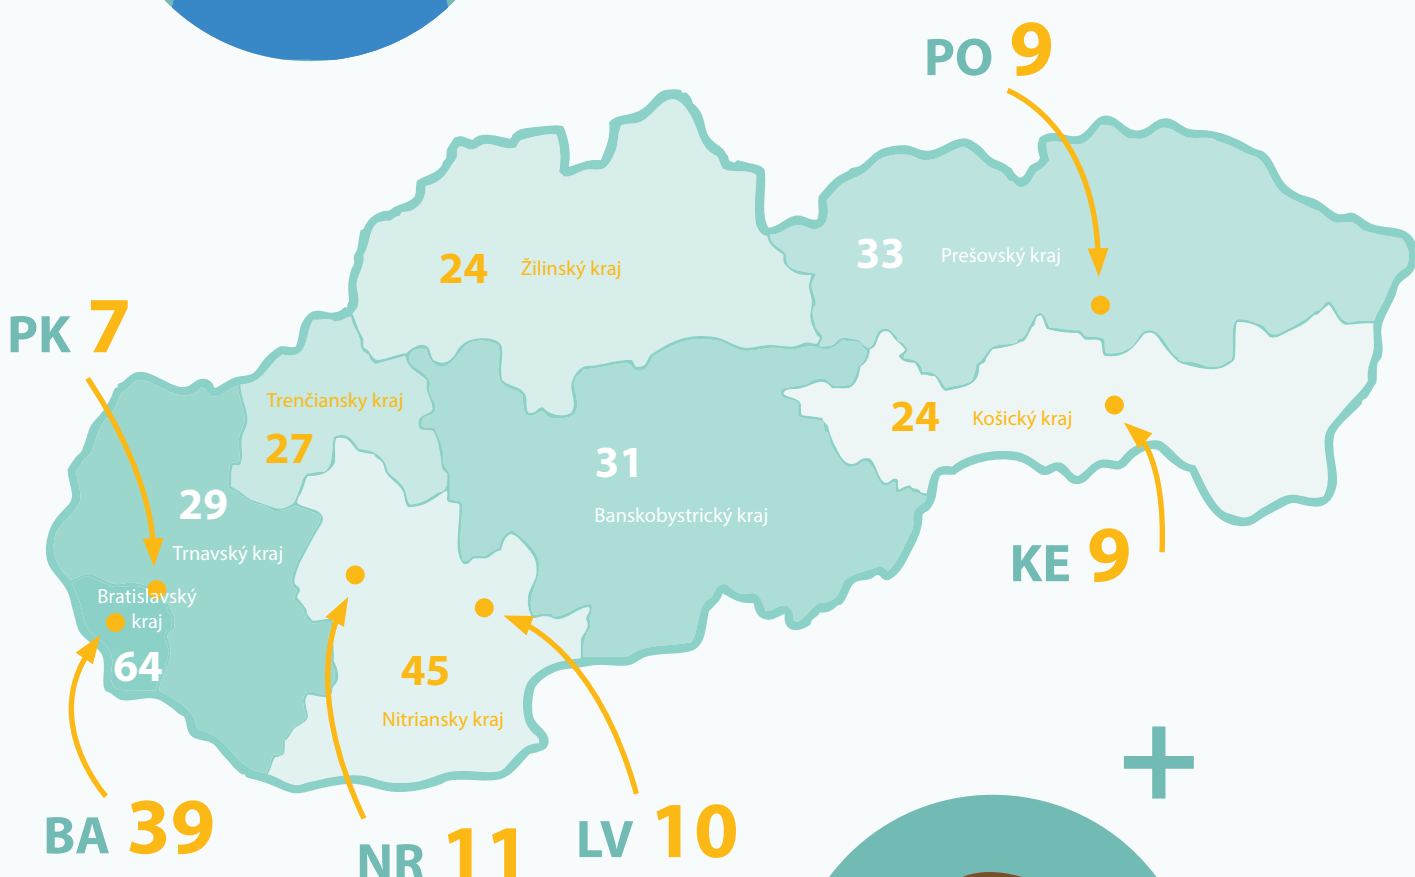 PO 9
33 Prešovský kraj
24 Žilinský kraj
PK 7
Trenčiansky kraj
27
24 Košický kraj
31
Banskobystrický kraj
29
Trnavský kraj
KE 9
Bratislavský
kraj
64
45
Nitriansky kraj
+
BA 39
NR 11
LV 10